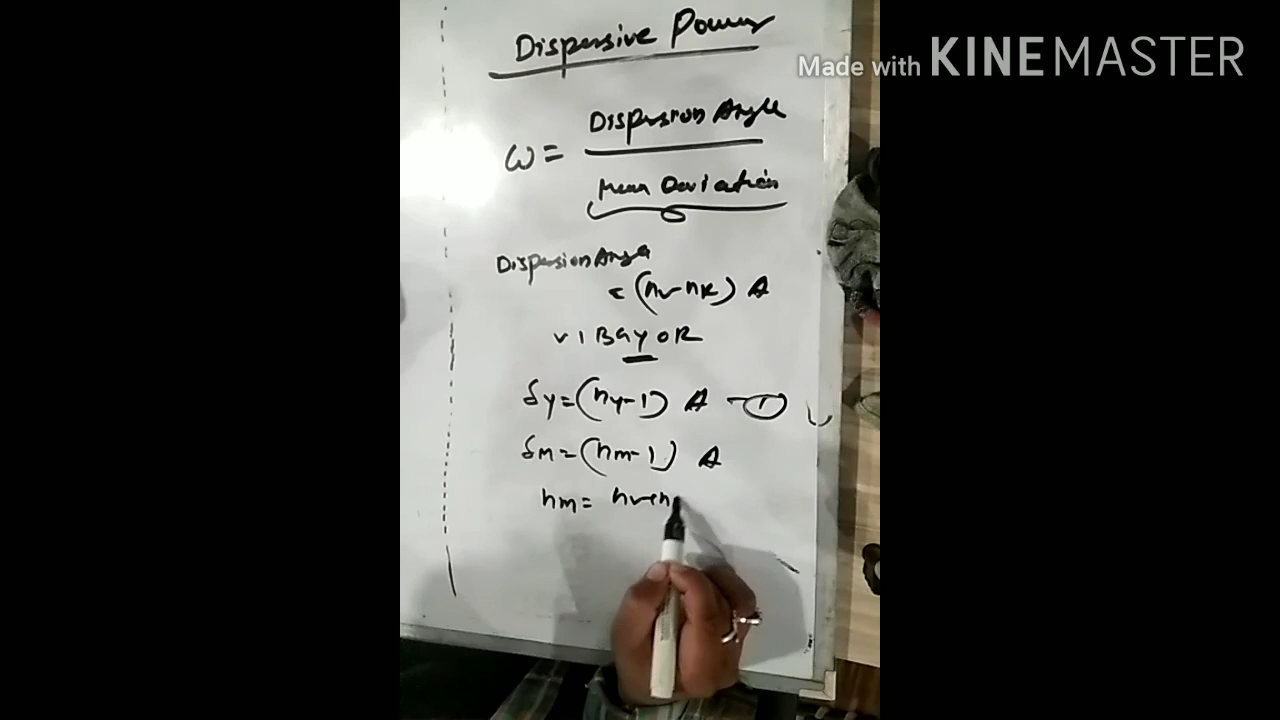 Dispersive Power
Made with KINEMASTER
ω = Dispersion Angle
Mean Deviation
Dispersion Angle
= (nv - nR) A
V I B G Y O R
δy = (ny - 1) A — ①
δm = (nm - 1) A
nm = nv + n